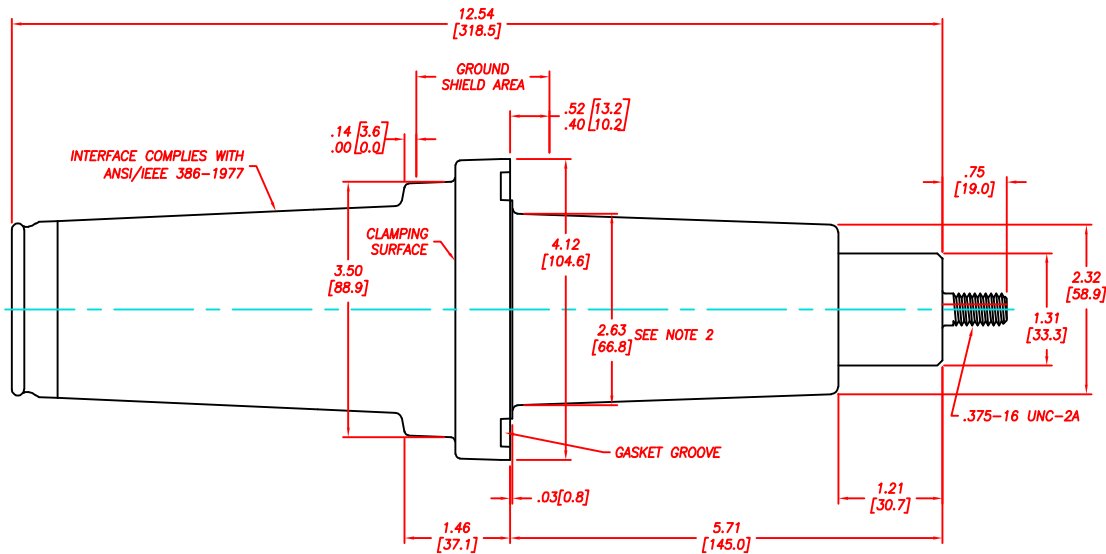 12.54
[318.5]
GROUND
SHIELD AREA
.52 [13.2
.40 10.2]
.14 [3.6
.00 0.0]
INTERFACE COMPLIES WITH
ANSI/IEEE 386-1977
.75
[19.0]
CLAMPING
SURFACE
4.12
[104.6]
3.50
[88.9]
2.32
[58.9]
1.31
[33.3]
2.63 SEE NOTE 2
[66.8]
.375-16 UNC-2A
GASKET GROOVE
.03[0.8]
1.21
[30.7]
1.46
[37.1]
5.71
[145.0]